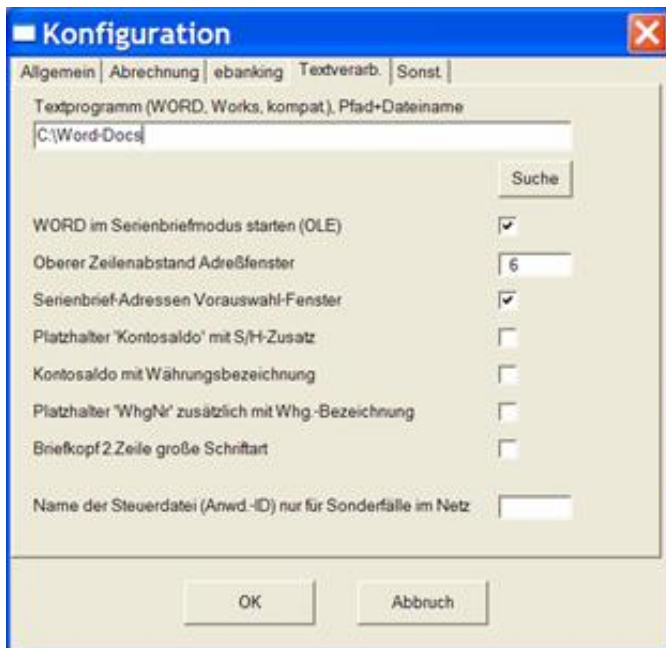 Konfiguration
Allgemein Abrechnung ebanking Textverarb. Sonst.
Textprogramm (WORD, Works, kompat.), Pfad+Dateiname
C:\Word-Docs
Suche
WORD im Serienbriefmodus starten (OLE)
Oberer Zeilenabstand Adreßfenster 6
Serienbrief-Adressen Vorauswahl-Fenster
Platzhalter 'Kontosaldo' mit S/H-Zusatz
Kontosaldo mit Währungsbezeichnung
Platzhalter 'WhgNr' zusätzlich mit Whg.-Bezeichnung
Briefkopf 2.Zeile große Schriftart
Name der Steuerdatei (Anwd.-ID) nur für Sonderfälle im Netz
OK Abbruch